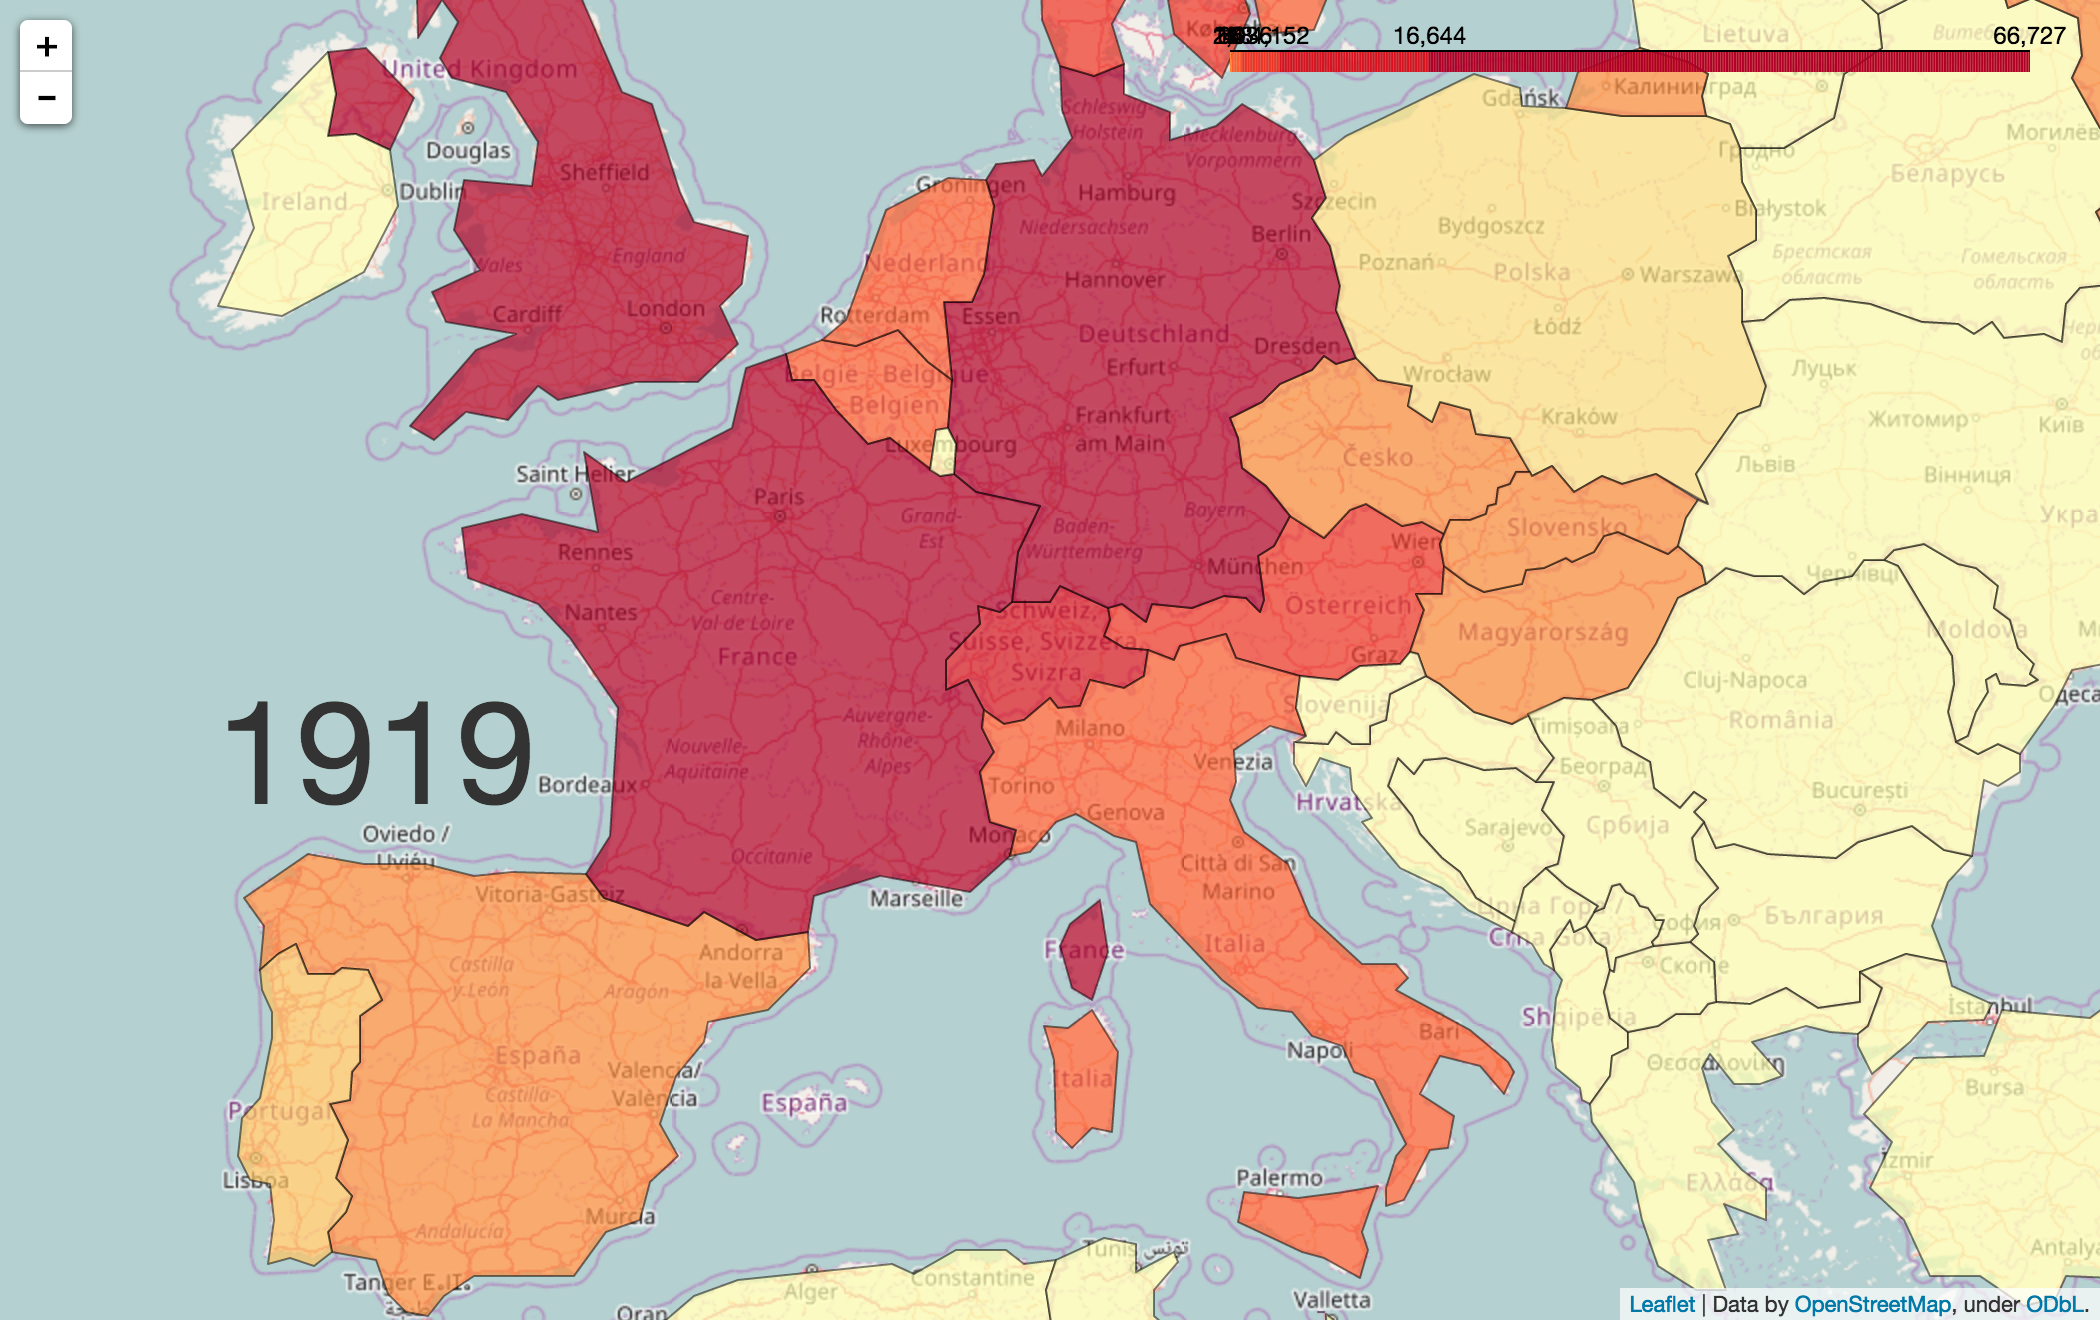 +
−
16,644
66,727
United Kingdom
Douglas
Dublin
Ireland
Sheffield
Wales
England
Cardiff
London
Schleswig-
Holstein
Mecklenburg-
Vorpommern
Groningen
Hamburg
Niedersachsen
Berlin
Hannover
Nederland
Rotterdam
Essen
Deutschland
Dresden
Erfurt
België - Belgique
Belgien
Frankfurt
am Main
Luxembourg
Gdańsk
Калининград
Lietuva
Гродно
Могилёв
Беларусь
Białystok
Szczecin
Bydgoszcz
Poznań
Polska
Warszawa
Брестская
область
Гомельская
область
Łódź
Wrocław
Kraków
Луцьк
Житомир
Київ
Львів
Вінниця
Česko
Slovensko
Укра
Чернівці
Saint Helier
Paris
Grand-
Est
Baden-
Württemberg
Bayern
München
Wien
Rennes
Nantes
Centre-
Val de Loire
France
Schweiz,
Suisse, Svizzera,
Svizra
Österreich
Graz
Magyarország
Moldova
Cluj-Napoca
România
Одеса
Slovenija
Timișoara
1919
Bordeaux
Nouvelle-
Aquitaine
Auvergne-
Rhône-
Alpes
Milano
Venezia
Torino
Genova
Monaco
Hrvatska
Београд
București
Sarajevo
Србија
Oviedo /
Uviéu
Vitoria-Gasteiz
Occitanie
Marseille
Città di San
Marino
Црна Гора /
Crna Gora
София
България
Скопје
Andorra
la Vella
Castilla
y León
Aragón
France
Italia
İstanbul
Shqipëria
Bari
Napoli
Θεσσαλονίκη
Bursa
España
Valencia/
València
Castilla-
La Mancha
España
Italia
Portugal
Lisboa
Palermo
Ελλάδα
İzmir
Murcia
Andalucía
Tunis تونس
Antalya
Tanger
Alger
Constantine
Oran
Valletta
Leaflet | Data by OpenStreetMap, under ODbL.